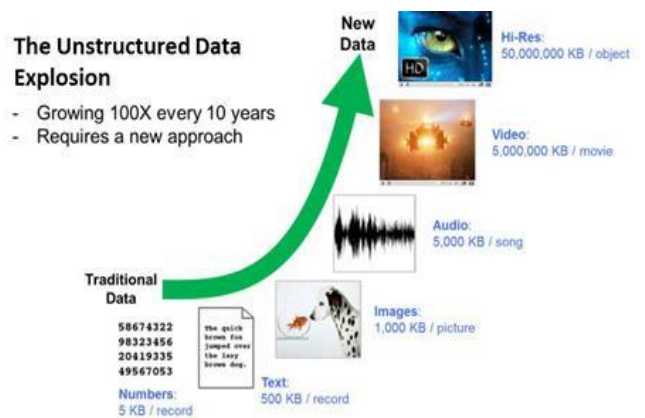 The Unstructured Data
Explosion
- Growing 100X every 10 years
- Requires a new approach
New
Data
Hi-Res:
50,000,000 KB / object
HD
Video:
5,000,000 KB / movie
Audio:
5,000 KB / song
Images:
1,000 KB / picture
Traditional
Data
58674322
98323456
20419335
49567053
Numbers:
5 KB / record
The quick
brown fox
jumped over
the lazy
brown dog.
Text:
500 KB / record